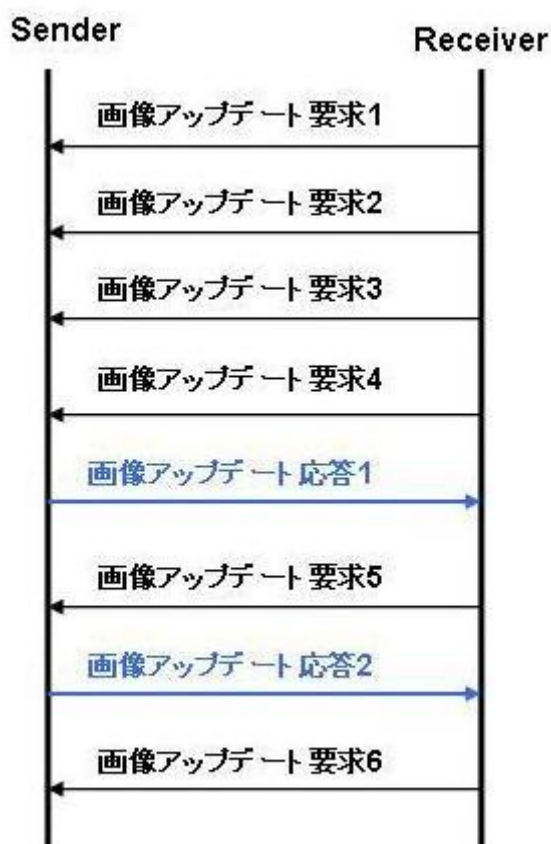 Sender
Receiver
画像アップデート要求1
画像アップデート要求2
画像アップデート要求3
画像アップデート要求4
画像アップデート応答1
画像アップデート要求5
画像アップデート応答2
画像アップデート要求6